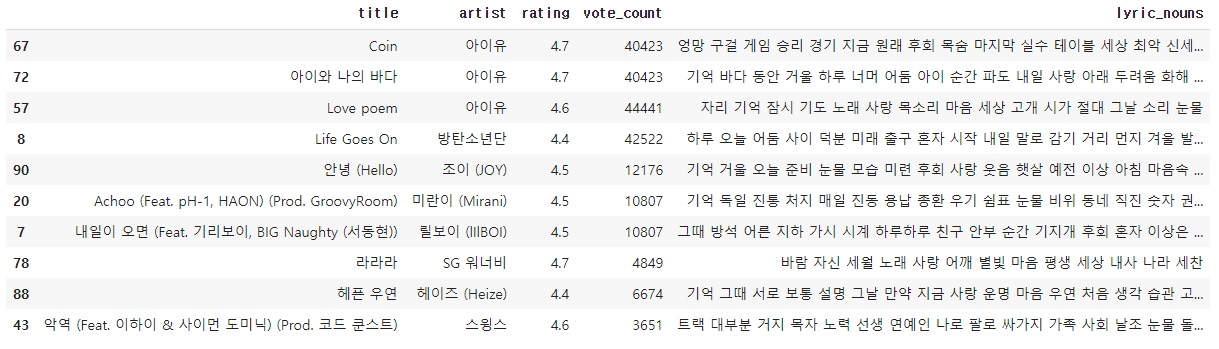 title artist rating vote_count lyric_nouns
67 Coin 아이유 4.7 40423 엉망 구걸 게임 승리 경기 지금 원래 후회 목숨 마지막 실수 테이블 세상 최악 신세...
72 아이와 나의 바다 아이유 4.7 40423 기억 바다 동안 거울 하루 너머 어둠 아이 순간 파도 내일 사랑 아래 두려움 화해 ...
57 Love poem 아이유 4.6 44441 자리 기억 잠시 기도 노래 사랑 목소리 마음 세상 고개 시가 절대 그날 소리 눈물
8 Life Goes On 방탄소년단 4.4 42522 하루 오늘 어둠 사이 덕분 미래 출구 혼자 시작 내일 말로 감기 거리 먼지 겨울 발...
90 안녕 (Hello) 조이 (JOY) 4.5 12176 기억 거울 오늘 준비 눈물 모습 미련 후회 사랑 웃음 햇살 예전 이상 아침 마음속 ...
20 Achoo (Feat. pH-1, HAON) (Prod. GroovyRoom) 미란이 (Mirani) 4.5 10807 기억 독일 진통 처지 매일 진동 용납 종환 우기 쉼표 눈물 비위 동네 직진 숫자 권...
7 내일이 오면 (Feat. 기리보이, BIG Naughty (서동현)) 릴보이 (lIlBOI) 4.5 10807 그때 방석 어른 지하 가시 시계 하루하루 친구 안부 순간 기지개 후회 혼자 이상은 ...
78 라라라 SG 워너비 4.7 4849 바람 자신 세월 노래 사랑 어깨 별빛 마음 평생 세상 내사 나라 세찬
88 헤픈 우연 헤이즈 (Heize) 4.4 6674 기억 그때 서로 보통 설명 그날 만약 지금 사랑 운명 마음 우연 처음 생각 습관 고...
43 악역 (Feat. 이하이 & 사이먼 도미닉) (Prod. 코드 쿤스트) 스윙스 4.6 3651 트랙 대부분 거지 목자 노력 선생 연예인 나로 팔로 싸가지 가족 사회 날조 눈물 돌...